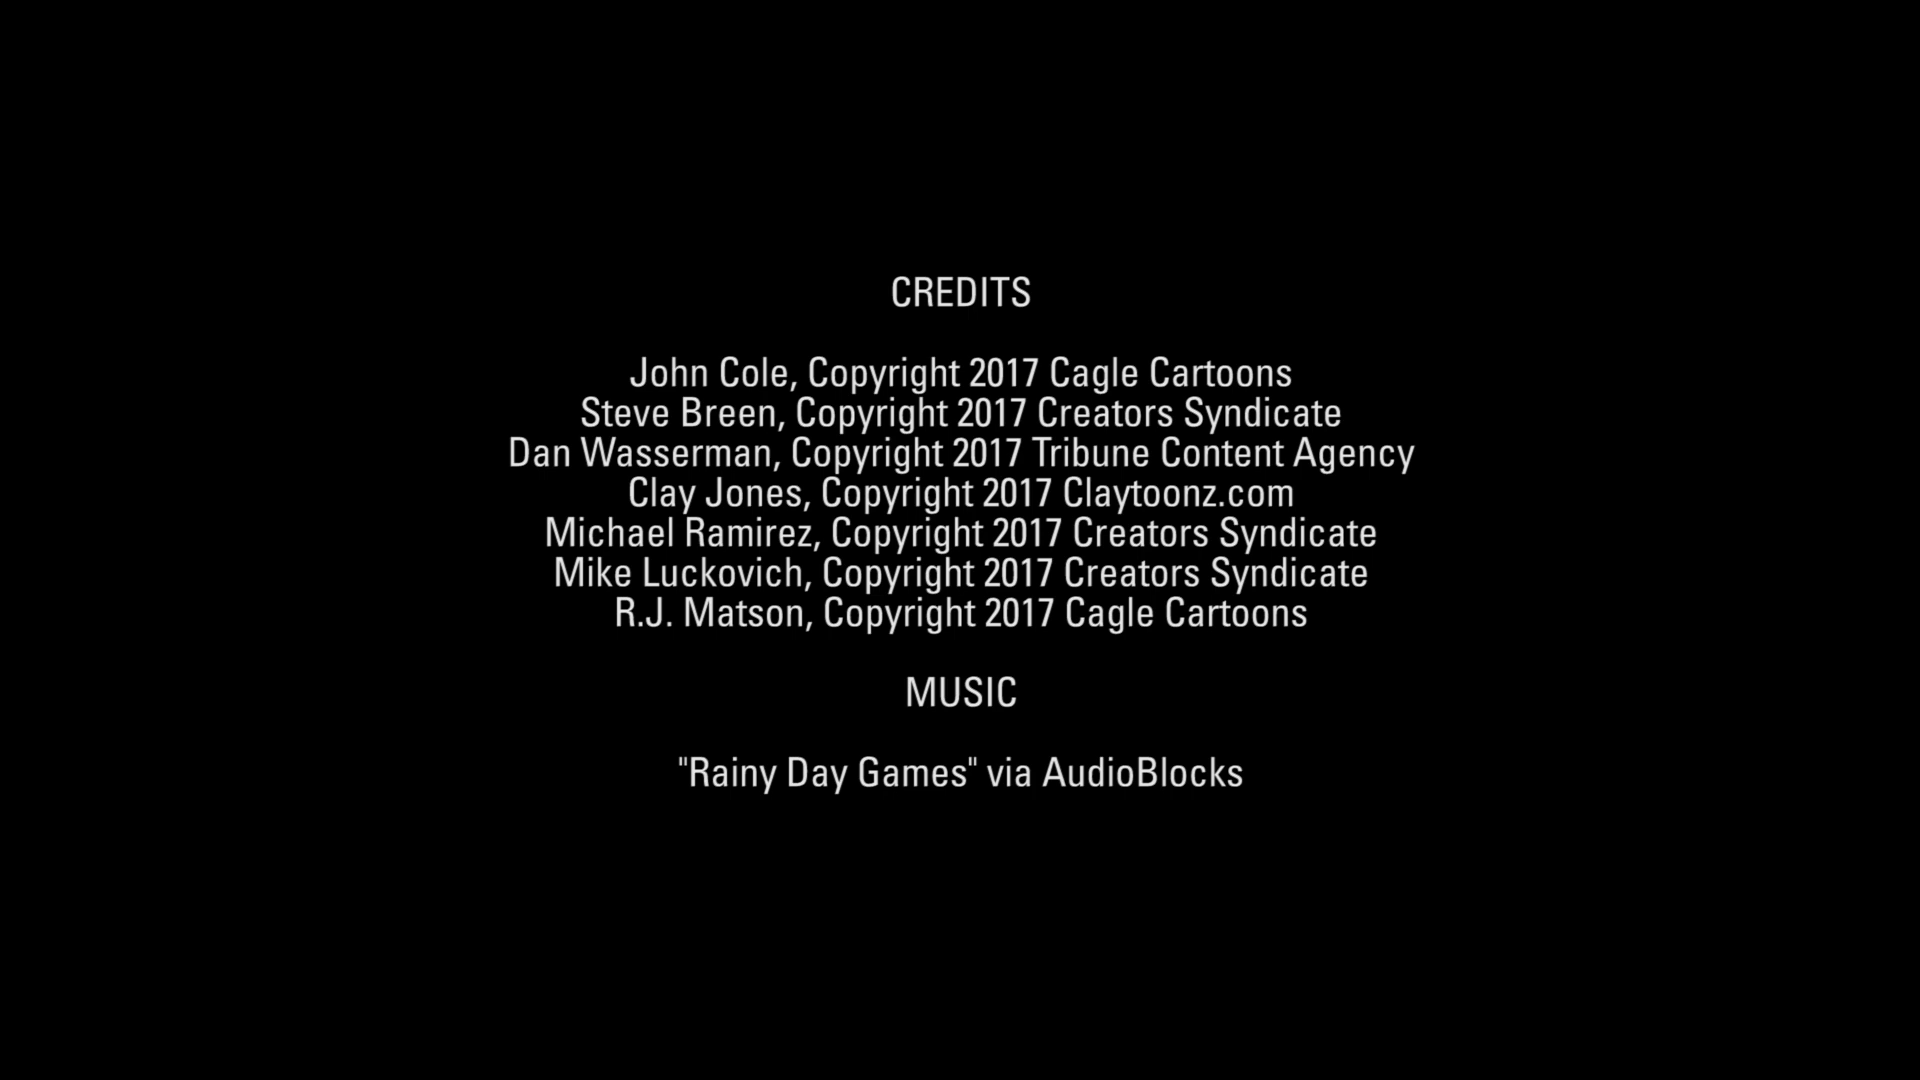 CREDITS
John Cole, Copyright 2017 Cagle Cartoons
Steve Breen, Copyright 2017 Creators Syndicate
Dan Wasserman, Copyright 2017 Tribune Content Agency
Clay Jones, Copyright 2017 Claytoonz.com
Michael Ramirez, Copyright 2017 Creators Syndicate
Mike Luckovich, Copyright 2017 Creators Syndicate
R.J. Matson, Copyright 2017 Cagle Cartoons
MUSIC
"Rainy Day Games" via AudioBlocks